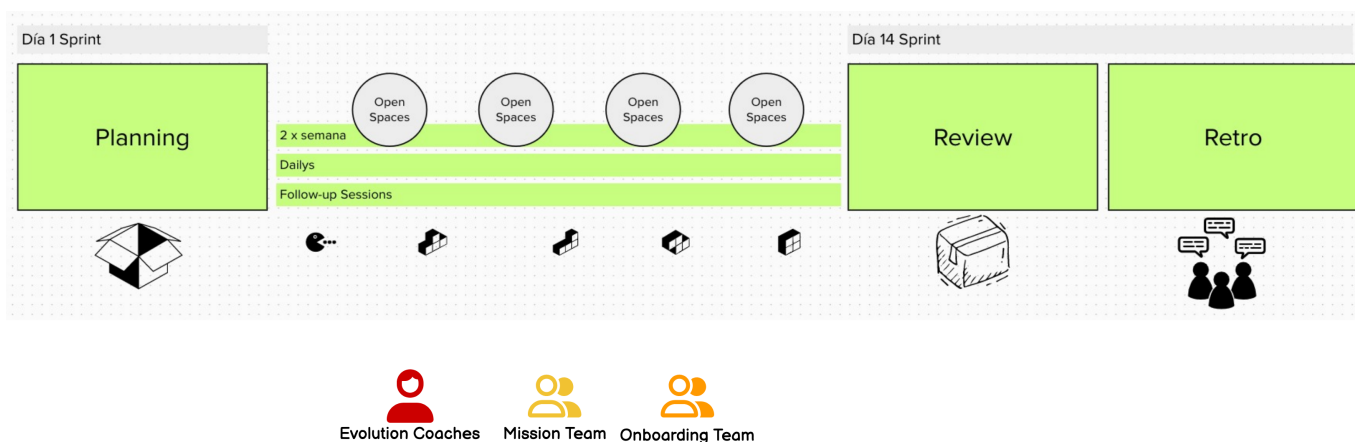 Día 1 Sprint
Día 14 Sprint
Planning
Open
Spaces
Open
Spaces
Open
Spaces
Open
Spaces
2 x semana
Dailys
Follow-up Sessions
Review
Retro
Evolution Coaches
Mission Team
Onboarding Team